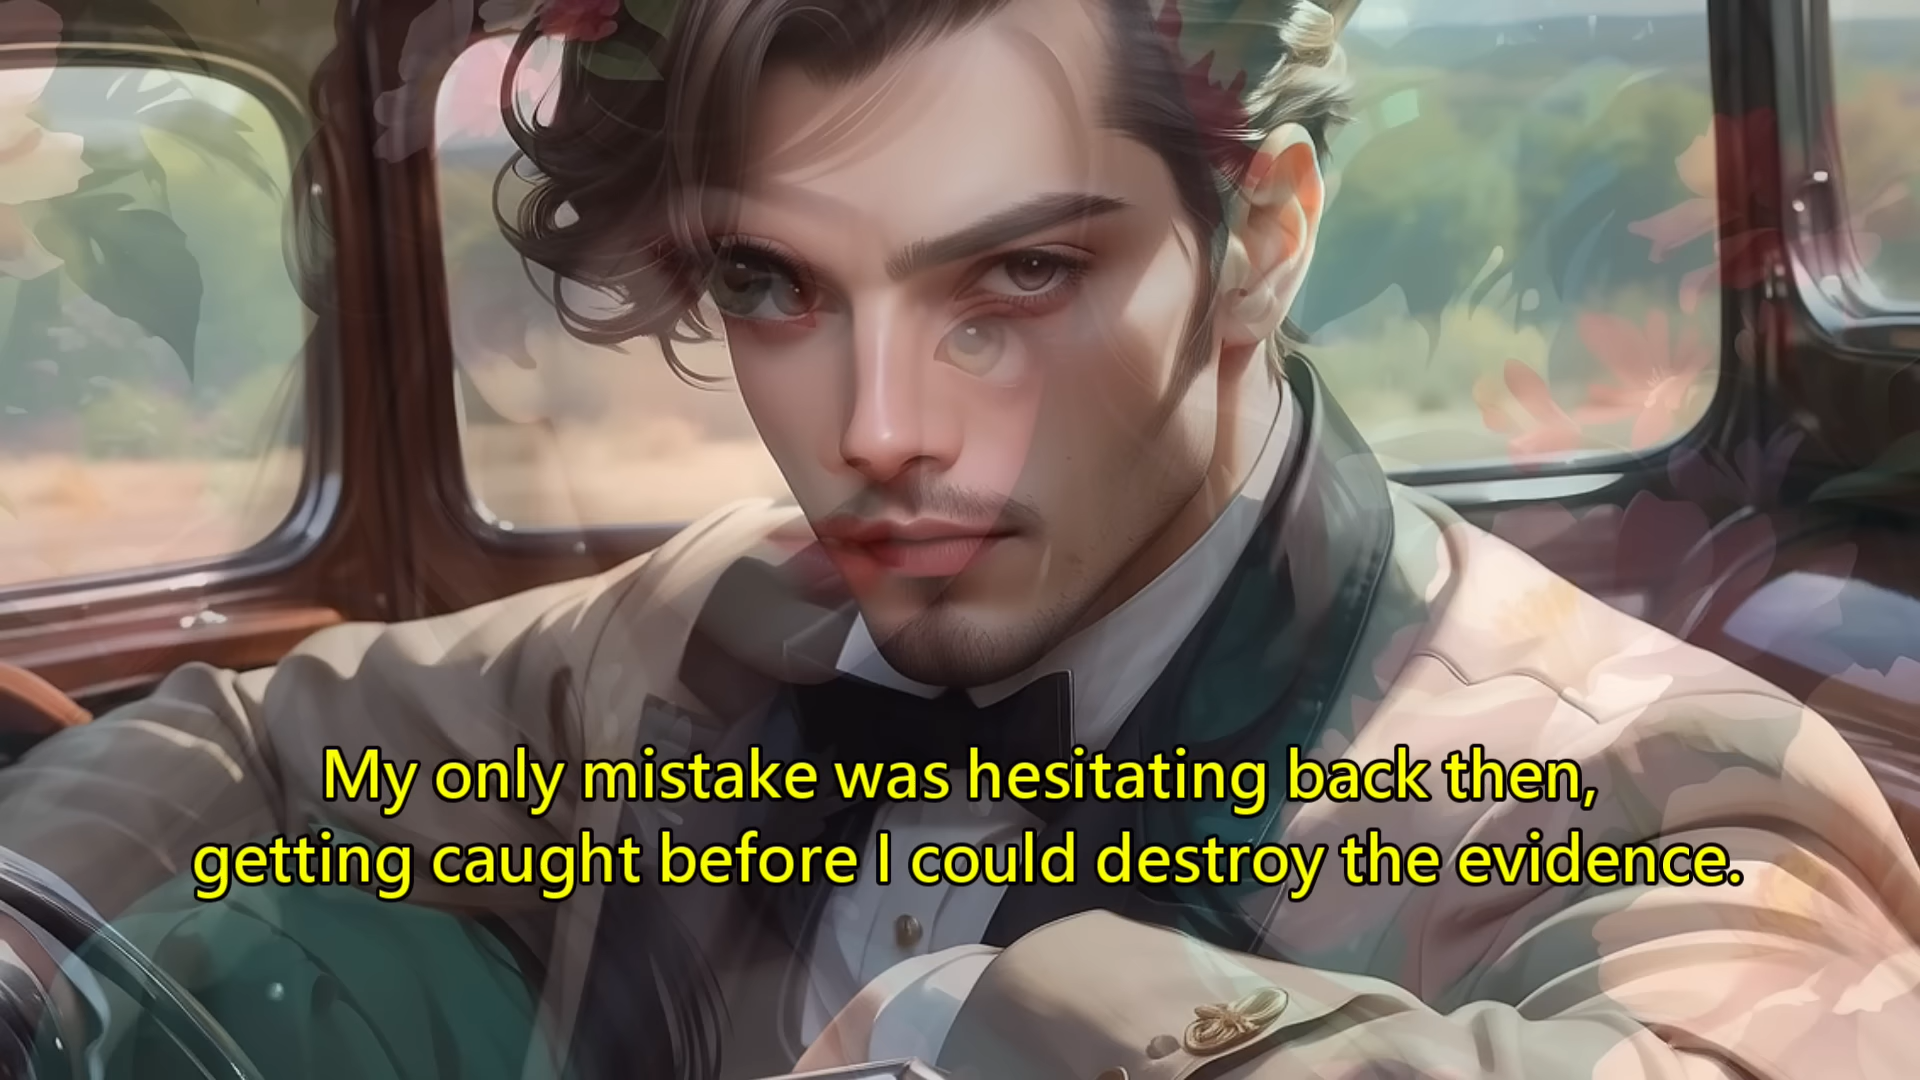 My only mistake was hesitating back then,
getting caught before I could destroy the evidence.